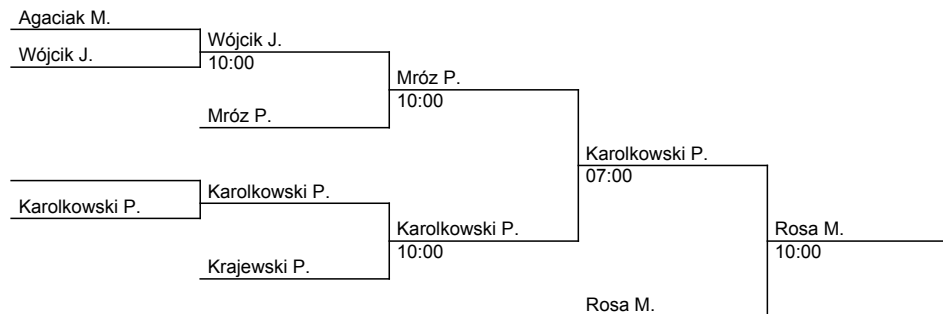 Agaciak M.
Wójcik J.
Wójcik J.
10:00
Mróz P.
10:00
Mróz P.
Karolkowski P.
07:00
Karolkowski P.
Karolkowski P.
Karolkowski P.
10:00
Rosa M.
10:00
Krajewski P.
Rosa M.